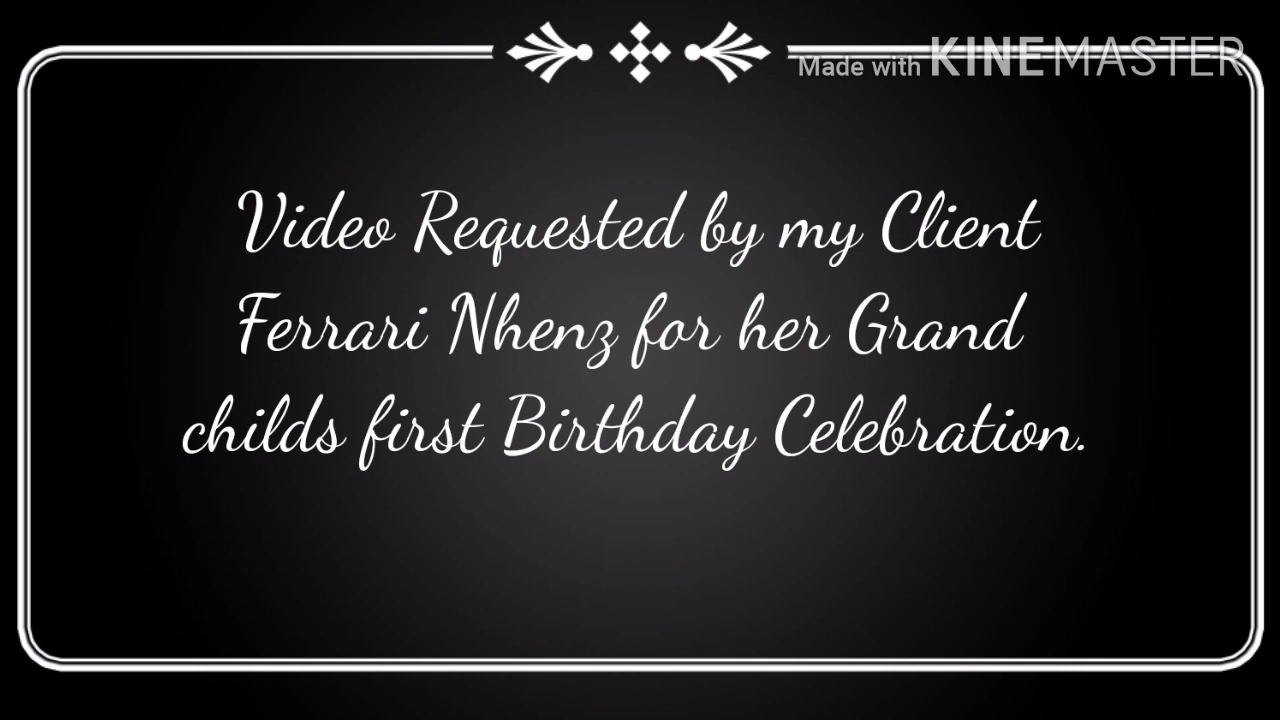 Made with KINEMASTER
Video Requested by my Client
Ferrari Nhenz for her Grand
childs first Birthday Celebration.